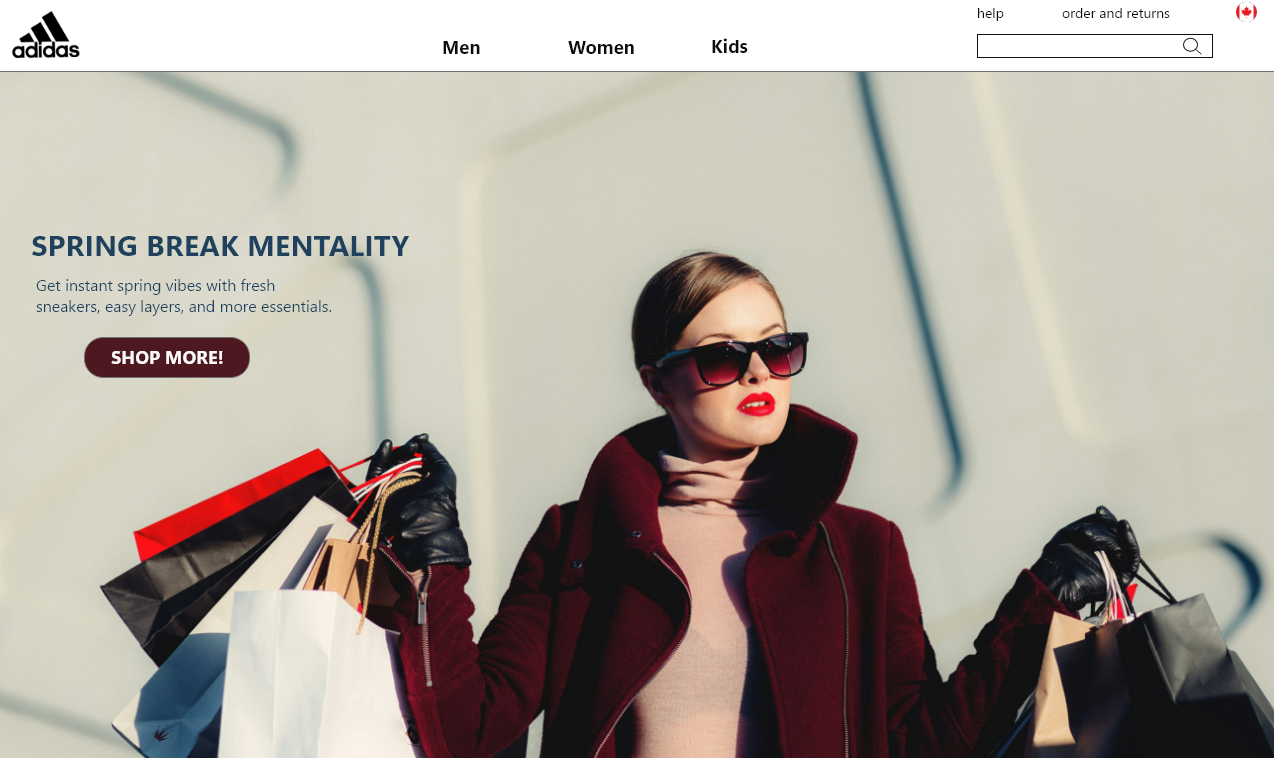 help
order and returns
adidas
Men
Women
Kids
SPRING BREAK MENTALITY
Get instant spring vibes with fresh
sneakers, easy layers, and more essentials.
SHOP MORE!